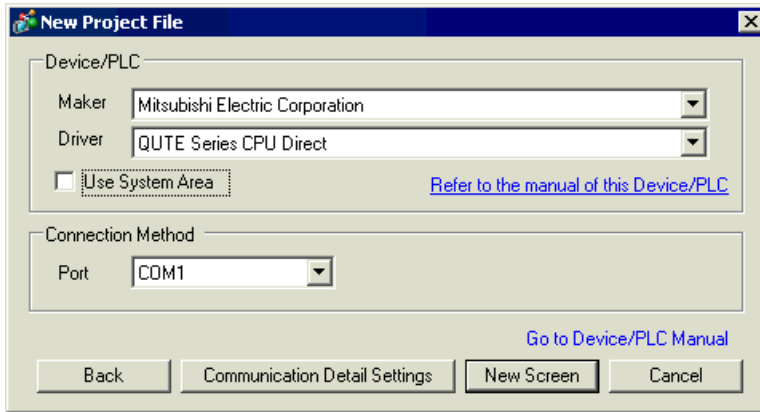 New Project File
Device/PLC
Maker Mitsubishi Electric Corporation
Driver QUTE Series CPU Direct
Use System Area Refer to the manual of this Device/PLC
Connection Method
Port COM1
Go to Device/PLC Manual
Back Communication Detail Settings New Screen Cancel